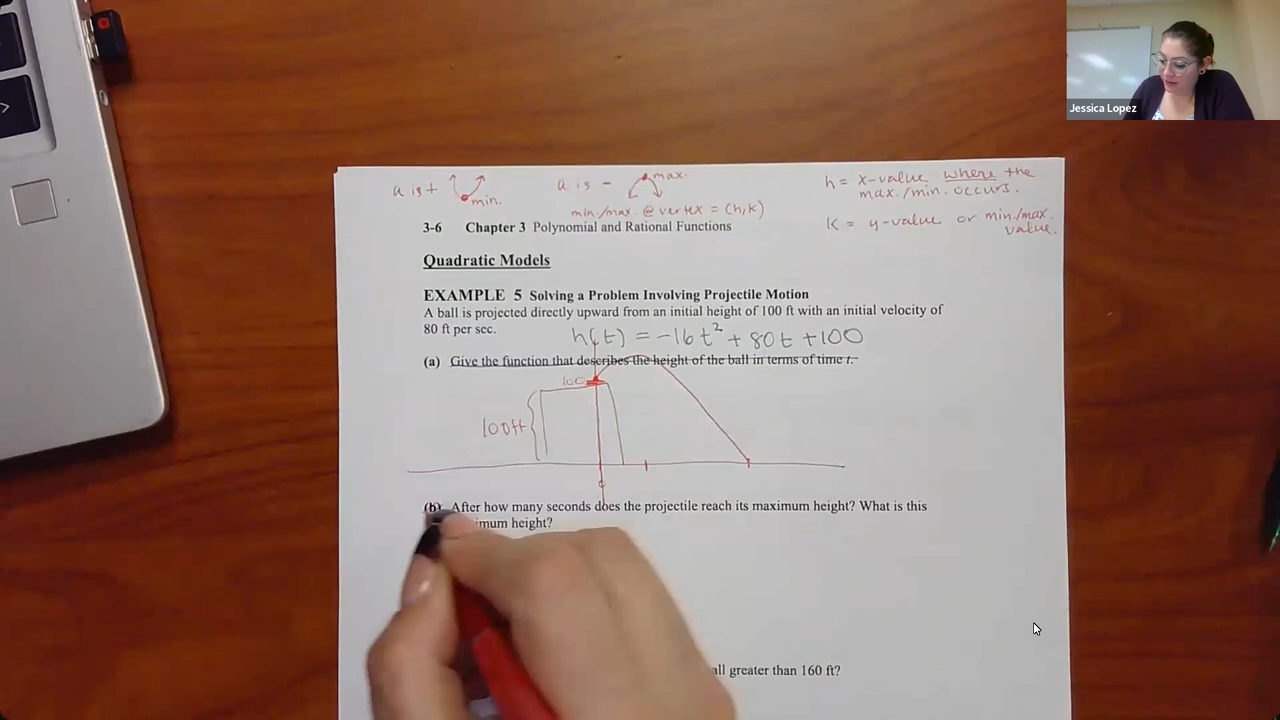 Jessica Lopez
a is + min.
a is - max.
min./max. @ vertex = (h,k)
h = x-value where the
max./min. occurs.
k = y-value or min./max.
value.
3-6 Chapter 3 Polynomial and Rational Functions
Quadratic Models
EXAMPLE 5 Solving a Problem Involving Projectile Motion
A ball is projected directly upward from an initial height of 100 ft with an initial velocity of
80 ft per sec.
h(t) = -16t² + 80t + 100
(a) Give the function that describes the height of the ball in terms of time t.
100
100ft
(b) After how many seconds does the projectile reach its maximum height? What is this
height?
greater than 160 ft?